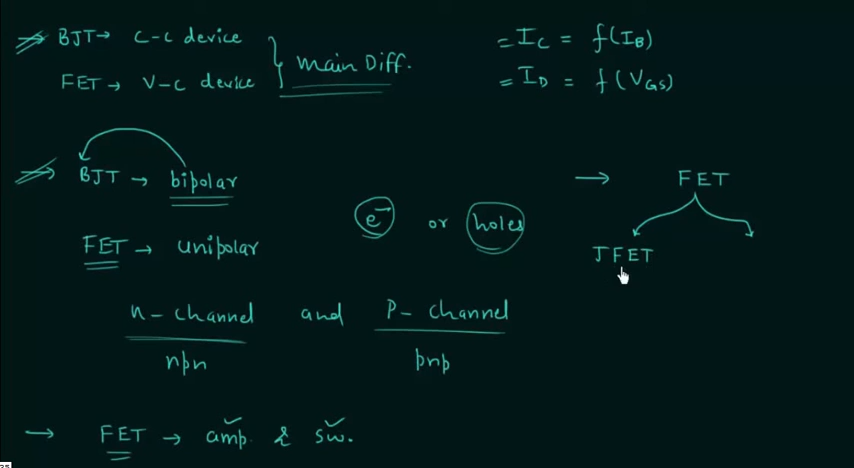 BJT → C-C device
FET → V-C device
main Diff.
= IC = f(IB)
= ID = f(VGS)
BJT → bipolar
FET → unipolar
e⁻ or holes
n-channel and P-channel
npn pnp
→ FET → amp. & sw.
→ FET
JFET
35